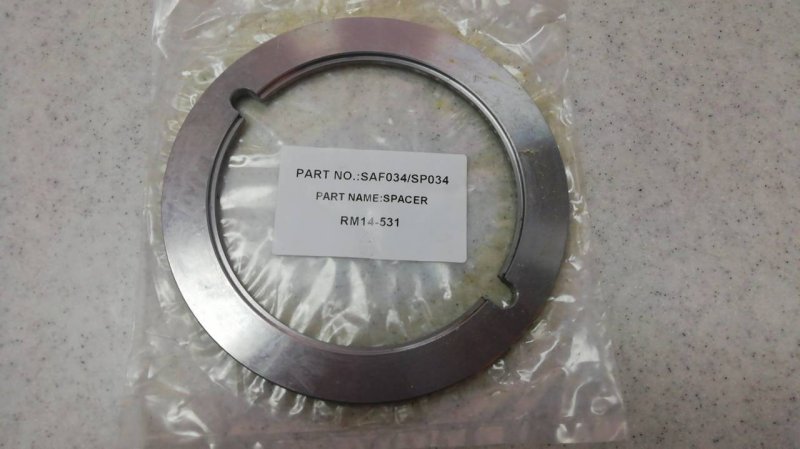 PART NO.:SAF034/SP034
PART NAME:SPACER
RM14-531